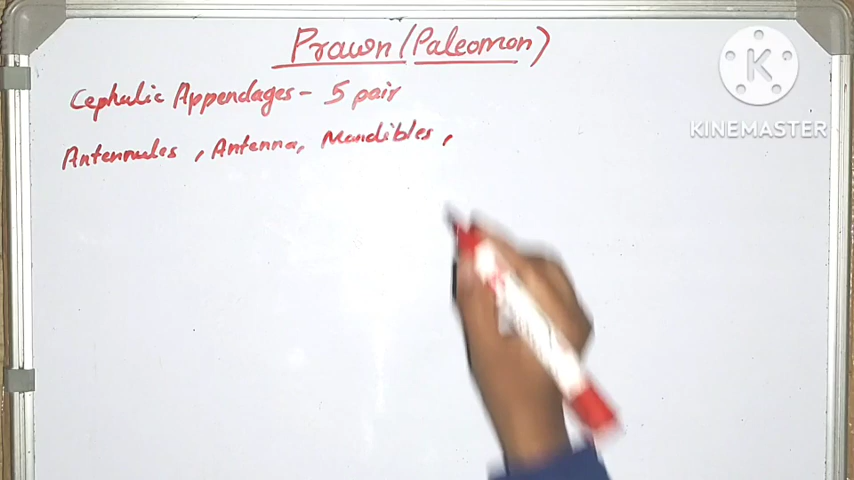 Prawn (Paleomon)
KINEMASTER
Cephalic Appendages - 5 pair
Antennules , Antenna, Mandibles ,